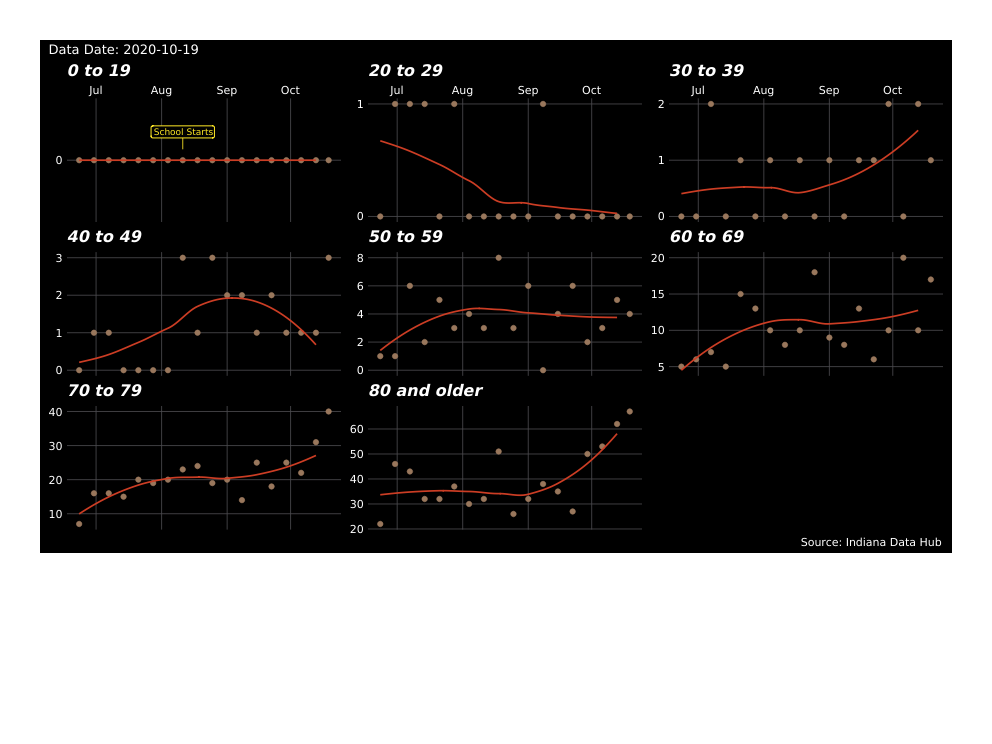 Data Date: 2020-10-19
0 to 19
20 to 29
30 to 39
Jul Aug Sep Oct
Jul Aug Sep Oct
Jul Aug Sep Oct
School Starts
0
1
0
2
1
0
40 to 49
50 to 59
60 to 69
3
2
1
0
8
6
4
2
0
20
15
10
5
70 to 79
80 and older
40
30
20
10
60
50
40
30
20
Source: Indiana Data Hub